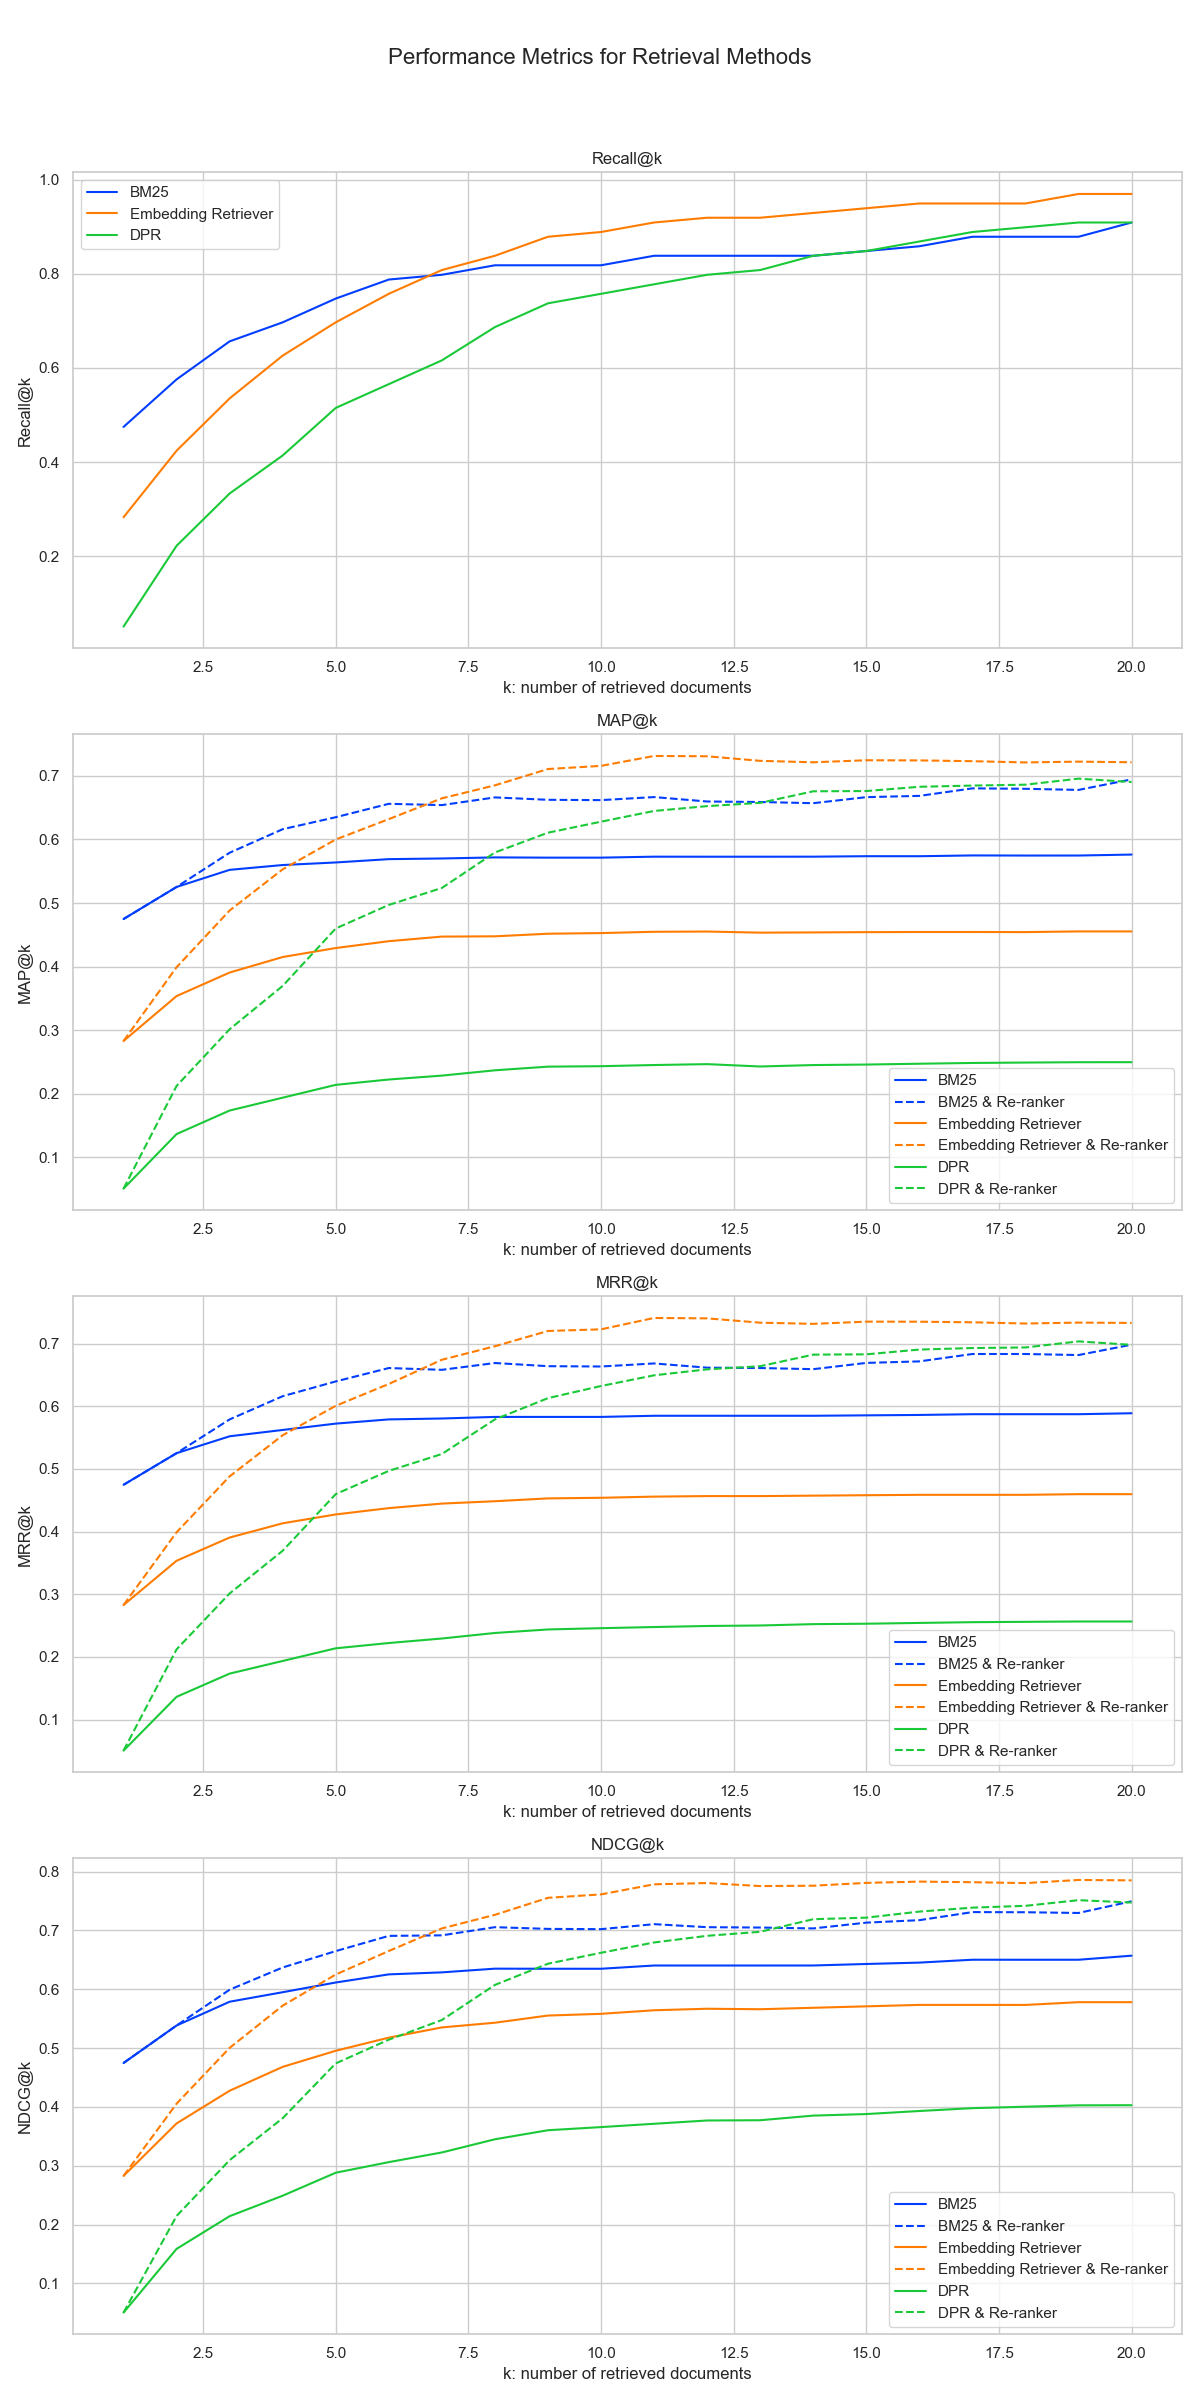 Performance Metrics for Retrieval Methods
Recall@k
1.0
0.8
0.6
0.4
0.2
Recall@k
BM25
Embedding Retriever
DPR
2.5 5.0 7.5 10.0 12.5 15.0 17.5 20.0
k: number of retrieved documents
MAP@k
0.7
0.6
0.5
0.4
0.3
0.2
0.1
MAP@k
BM25
BM25 & Re-ranker
Embedding Retriever
Embedding Retriever & Re-ranker
DPR
DPR & Re-ranker
2.5 5.0 7.5 10.0 12.5 15.0 17.5 20.0
k: number of retrieved documents
MRR@k
0.7
0.6
0.5
0.4
0.3
0.2
0.1
MRR@k
BM25
BM25 & Re-ranker
Embedding Retriever
Embedding Retriever & Re-ranker
DPR
DPR & Re-ranker
2.5 5.0 7.5 10.0 12.5 15.0 17.5 20.0
k: number of retrieved documents
NDCG@k
0.8
0.7
0.6
0.5
0.4
0.3
0.2
0.1
NDCG@k
BM25
BM25 & Re-ranker
Embedding Retriever
Embedding Retriever & Re-ranker
DPR
DPR & Re-ranker
2.5 5.0 7.5 10.0 12.5 15.0 17.5 20.0
k: number of retrieved documents